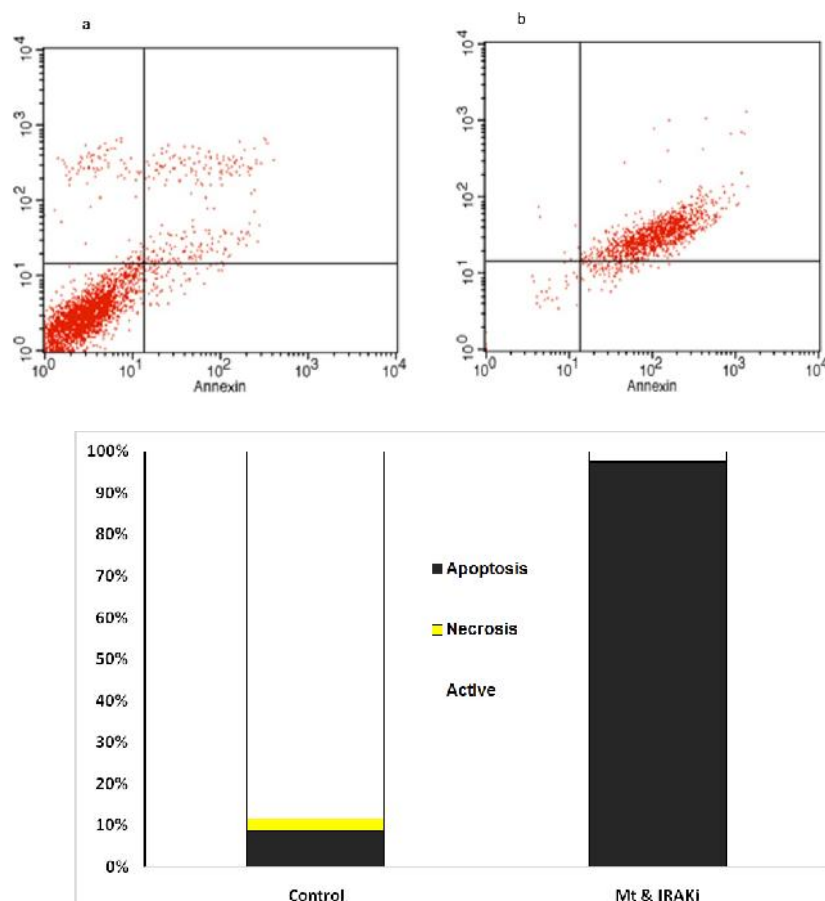 a
b
10^4
10^3
10^2
10^1
10^0
10^0 10^1 10^2 10^3 10^4
Annexin
10^4
10^3
10^2
10^1
10^0
10^0 10^1 10^2 10^3 10^4
Annexin
100%
90%
80%
70%
60%
50%
40%
30%
20%
10%
0%
Apoptosis
Necrosis
Active
Control Mt & IRAKi